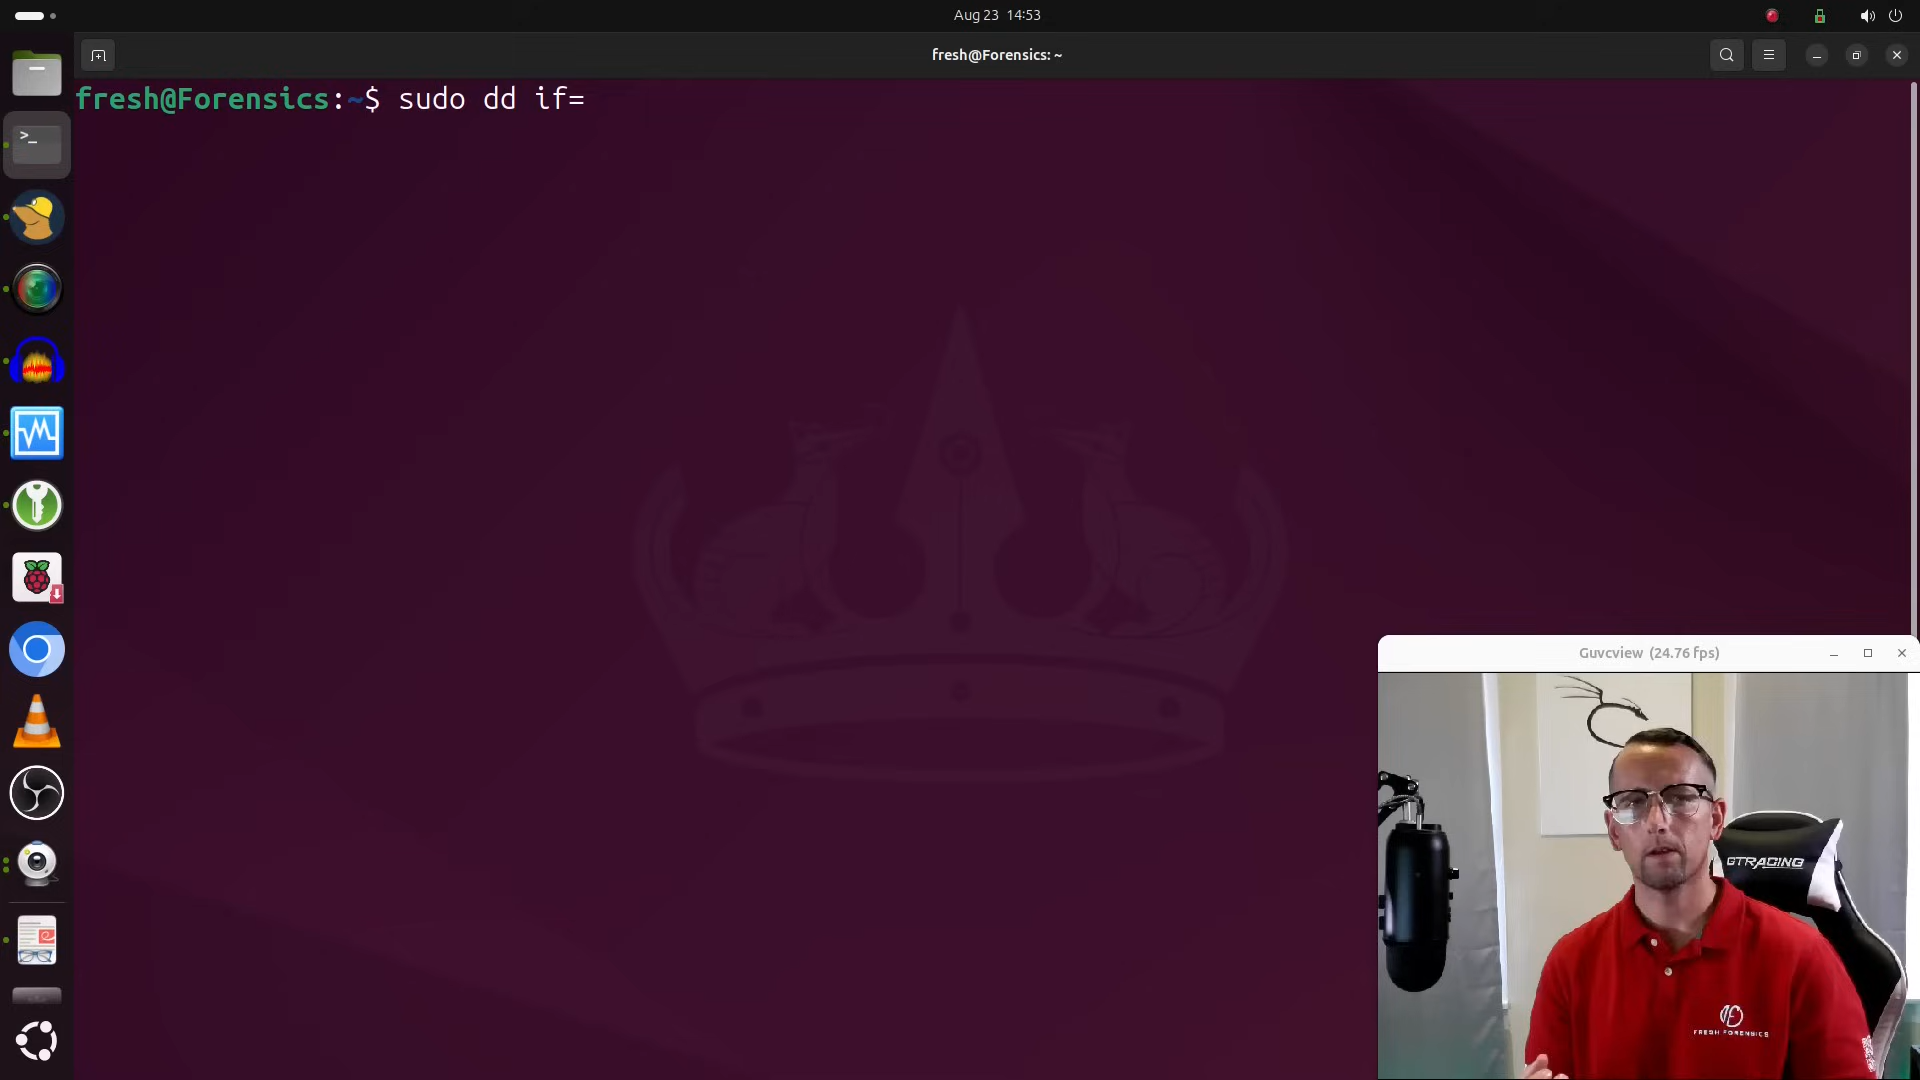 Aug 23 14:53
fresh@Forensics: ~
fresh@Forensics:~$ sudo dd if=
Guvcview (24.76 fps)
GTRACING
FRESH FORENSICS